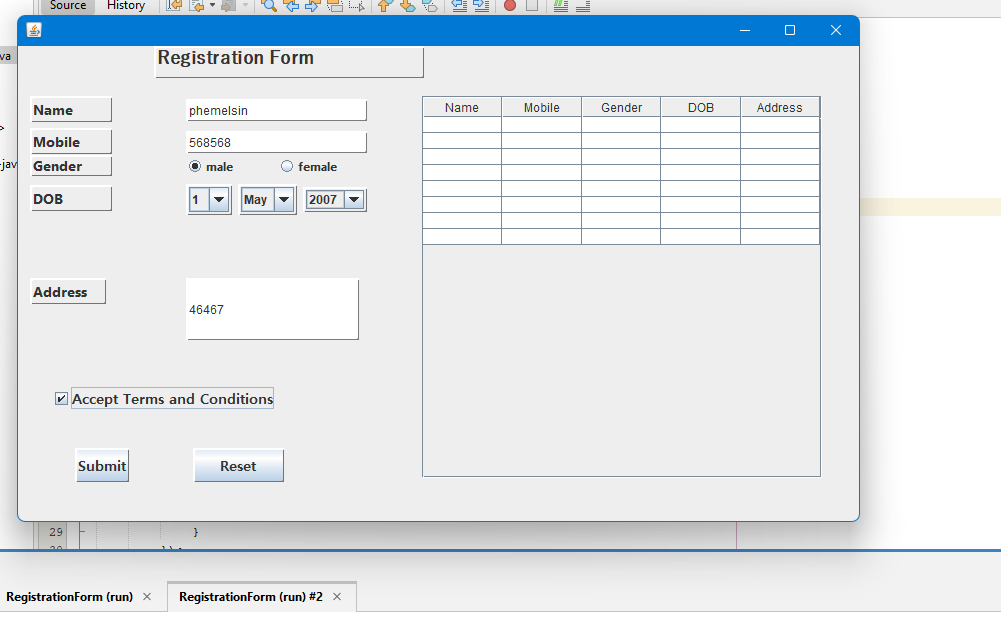 Source History
va
Registration Form
Name
phemelsin
Mobile
568568
Gender
male
female
DOB
1
May
2007
Address
46467
Accept Terms and Conditions
Submit
Reset
Name Mobile Gender DOB Address
>
-jav
29 }
RegistrationForm (run) ×
RegistrationForm (run) #2 ×